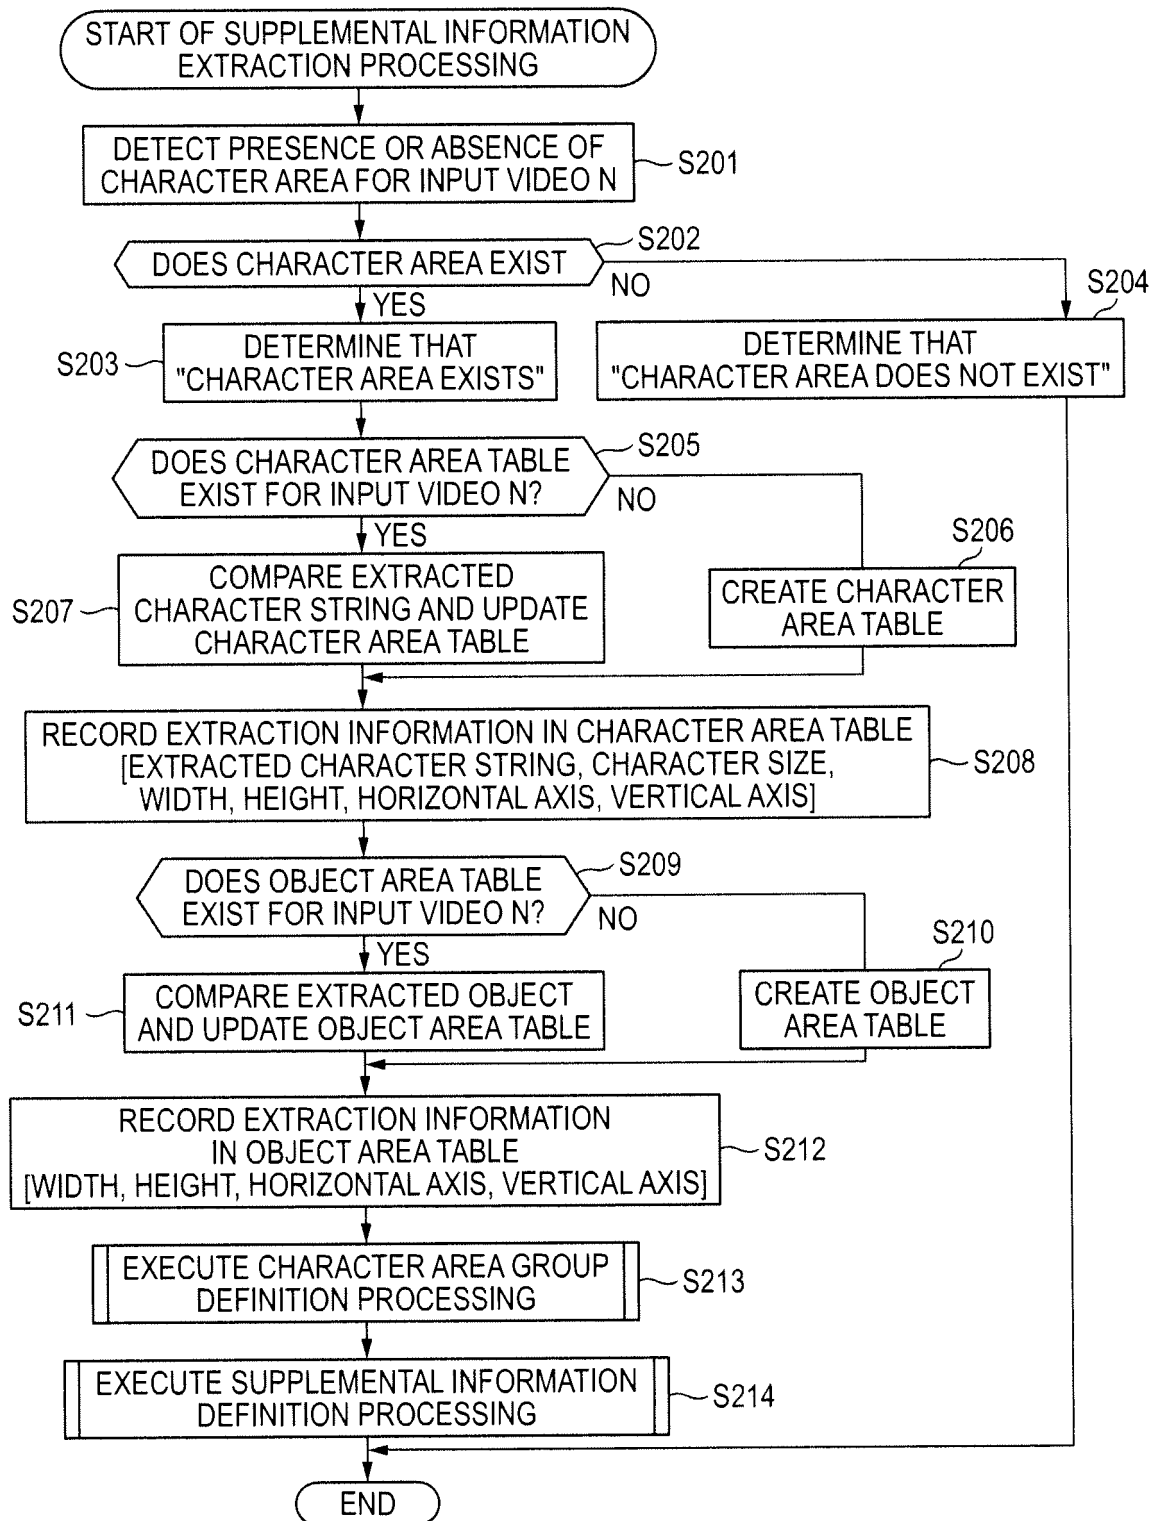 START OF SUPPLEMENTAL INFORMATION
EXTRACTION PROCESSING
DETECT PRESENCE OR ABSENCE OF
CHARACTER AREA FOR INPUT VIDEO N
S201
DOES CHARACTER AREA EXIST
S202
NO
YES
S203
DETERMINE THAT
"CHARACTER AREA EXISTS"
S204
DETERMINE THAT
"CHARACTER AREA DOES NOT EXIST"
DOES CHARACTER AREA TABLE
EXIST FOR INPUT VIDEO N?
S205
NO
YES
S206
CREATE CHARACTER
AREA TABLE
S207
COMPARE EXTRACTED
CHARACTER STRING AND UPDATE
CHARACTER AREA TABLE
RECORD EXTRACTION INFORMATION IN CHARACTER AREA TABLE
[EXTRACTED CHARACTER STRING, CHARACTER SIZE,
WIDTH, HEIGHT, HORIZONTAL AXIS, VERTICAL AXIS]
S208
DOES OBJECT AREA TABLE
EXIST FOR INPUT VIDEO N?
S209
NO
YES
S210
CREATE OBJECT
AREA TABLE
S211
COMPARE EXTRACTED OBJECT
AND UPDATE OBJECT AREA TABLE
RECORD EXTRACTION INFORMATION
IN OBJECT AREA TABLE
[WIDTH, HEIGHT, HORIZONTAL AXIS, VERTICAL AXIS]
S212
EXECUTE CHARACTER AREA GROUP
DEFINITION PROCESSING
S213
EXECUTE SUPPLEMENTAL INFORMATION
DEFINITION PROCESSING
S214
END